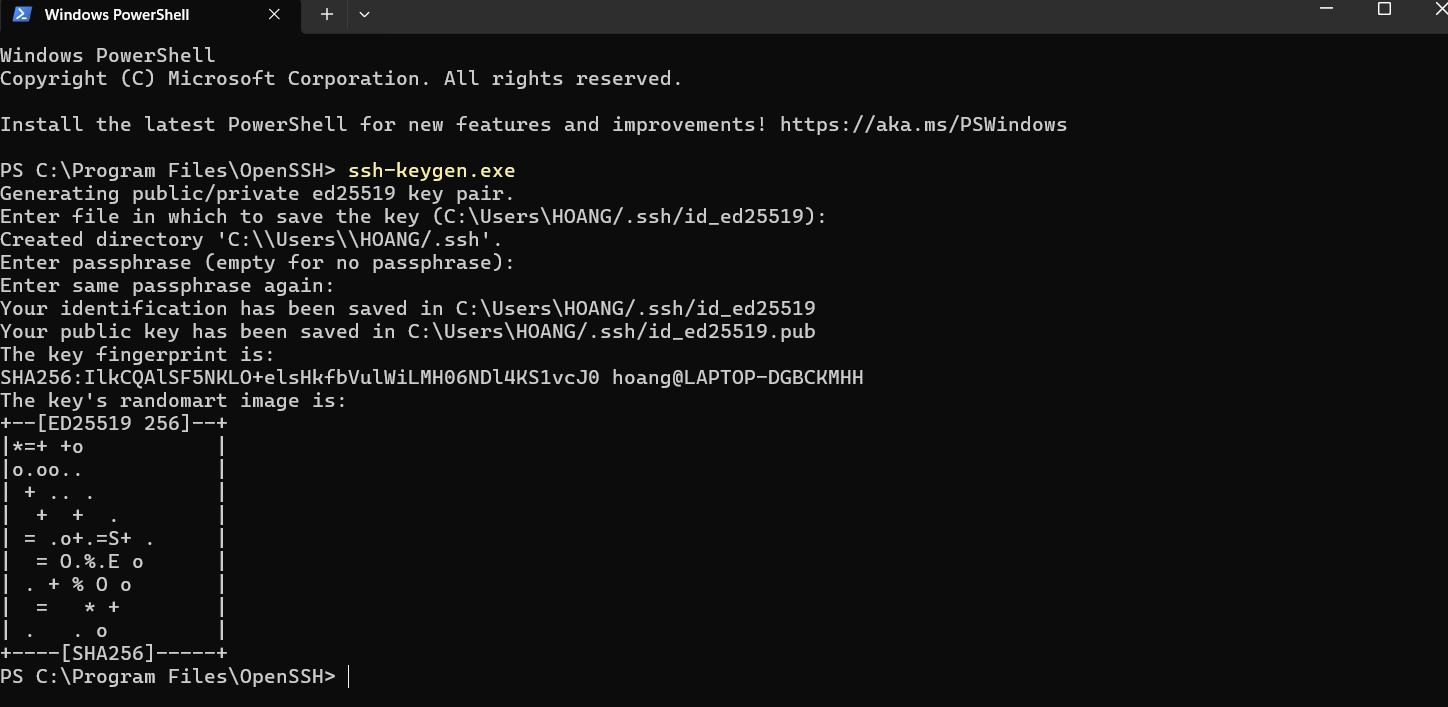 Windows PowerShell
Windows PowerShell
Copyright (C) Microsoft Corporation. All rights reserved.
Install the latest PowerShell for new features and improvements! https://aka.ms/PSWindows
PS C:\Program Files\OpenSSH> ssh-keygen.exe
Generating public/private ed25519 key pair.
Enter file in which to save the key (C:\Users\HOANG/.ssh/id_ed25519):
Created directory 'C:\\Users\\HOANG/.ssh'.
Enter passphrase (empty for no passphrase):
Enter same passphrase again:
Your identification has been saved in C:\Users\HOANG/.ssh/id_ed25519
Your public key has been saved in C:\Users\HOANG/.ssh/id_ed25519.pub
The key fingerprint is:
SHA256:IlkCQAlSF5NKLO+elsHkfbVulWiLMH06NDl4KS1vcJ0 hoang@LAPTOP-DGBCKMHH
The key's randomart image is:
+--[ED25519 256]--+
|*=+ +o           |
|o.oo..           |
| + .. .          |
|  +  +  .        |
| = .o+.=S+ .     |
|  = O.%.E o      |
| . + % O o       |
|  =   * +        |
| .   . o         |
+----[SHA256]-----+
PS C:\Program Files\OpenSSH>